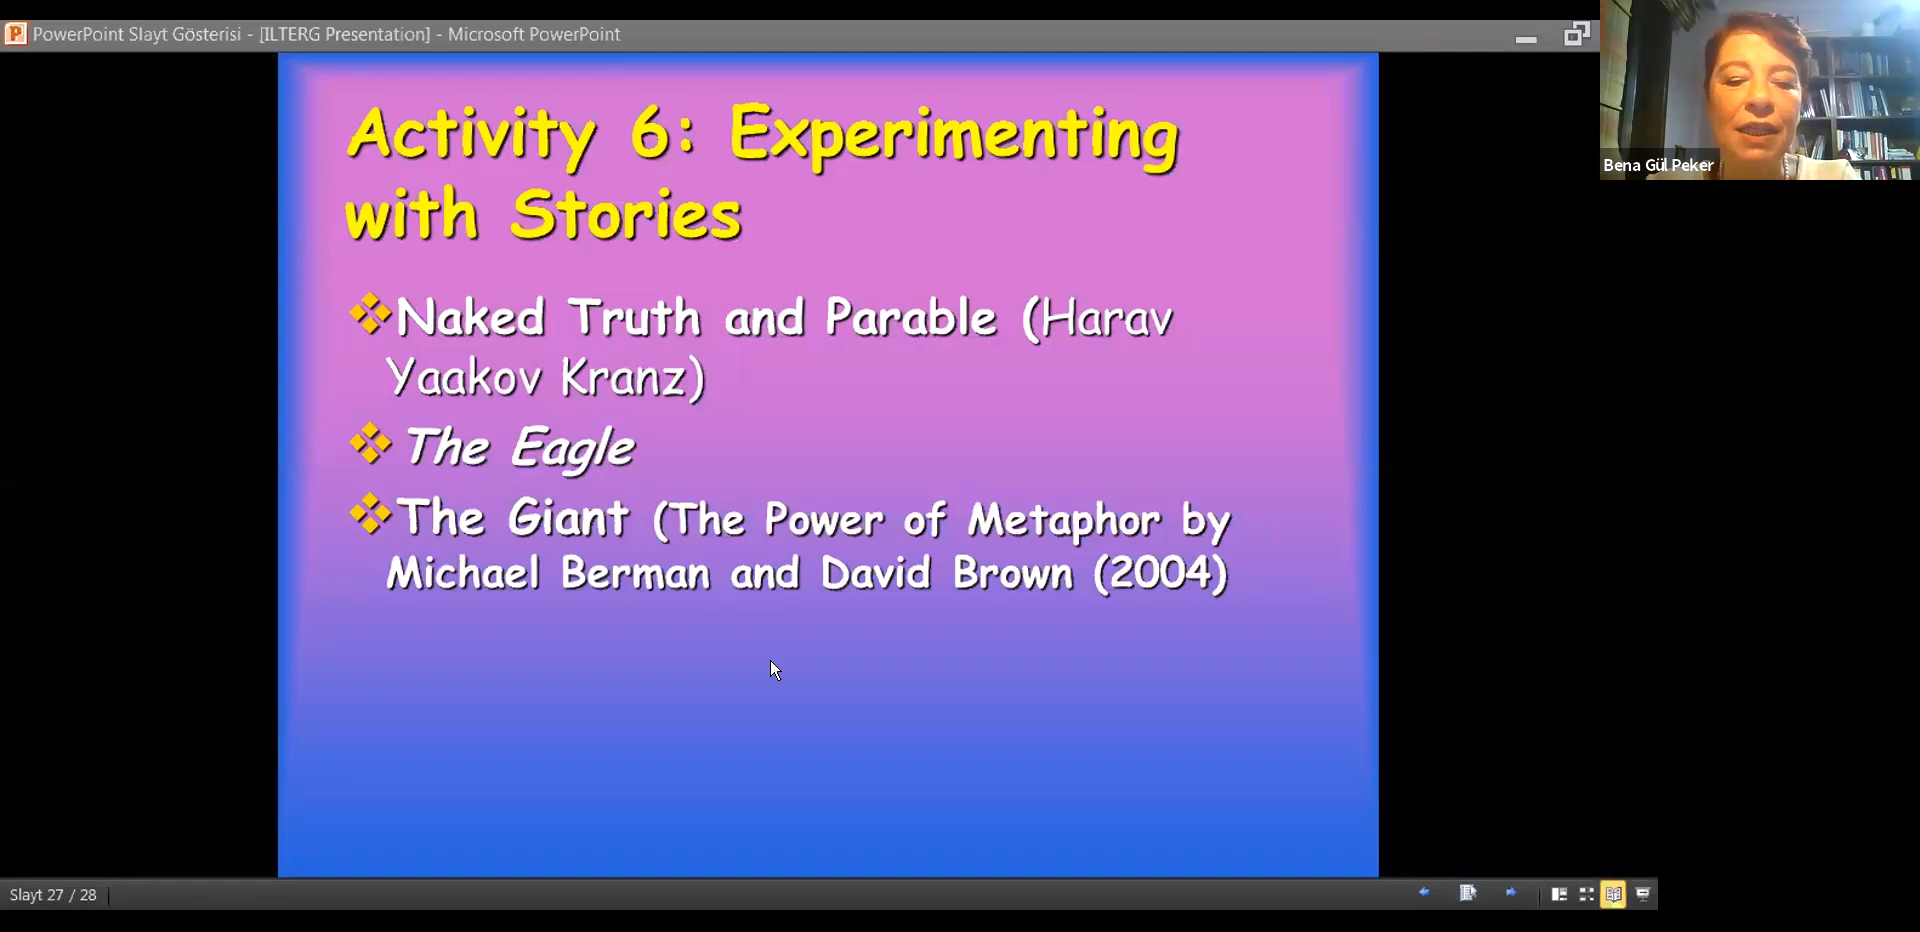 PowerPoint Slayt Gösterisi - [ILTERG Presentation] - Microsoft PowerPoint
Bena Gül Peker
Activity 6: Experimenting
with Stories
Naked Truth and Parable (Harav
Yaakov Kranz)
The Eagle
The Giant (The Power of Metaphor by
Michael Berman and David Brown (2004)
Slayt 27 / 28